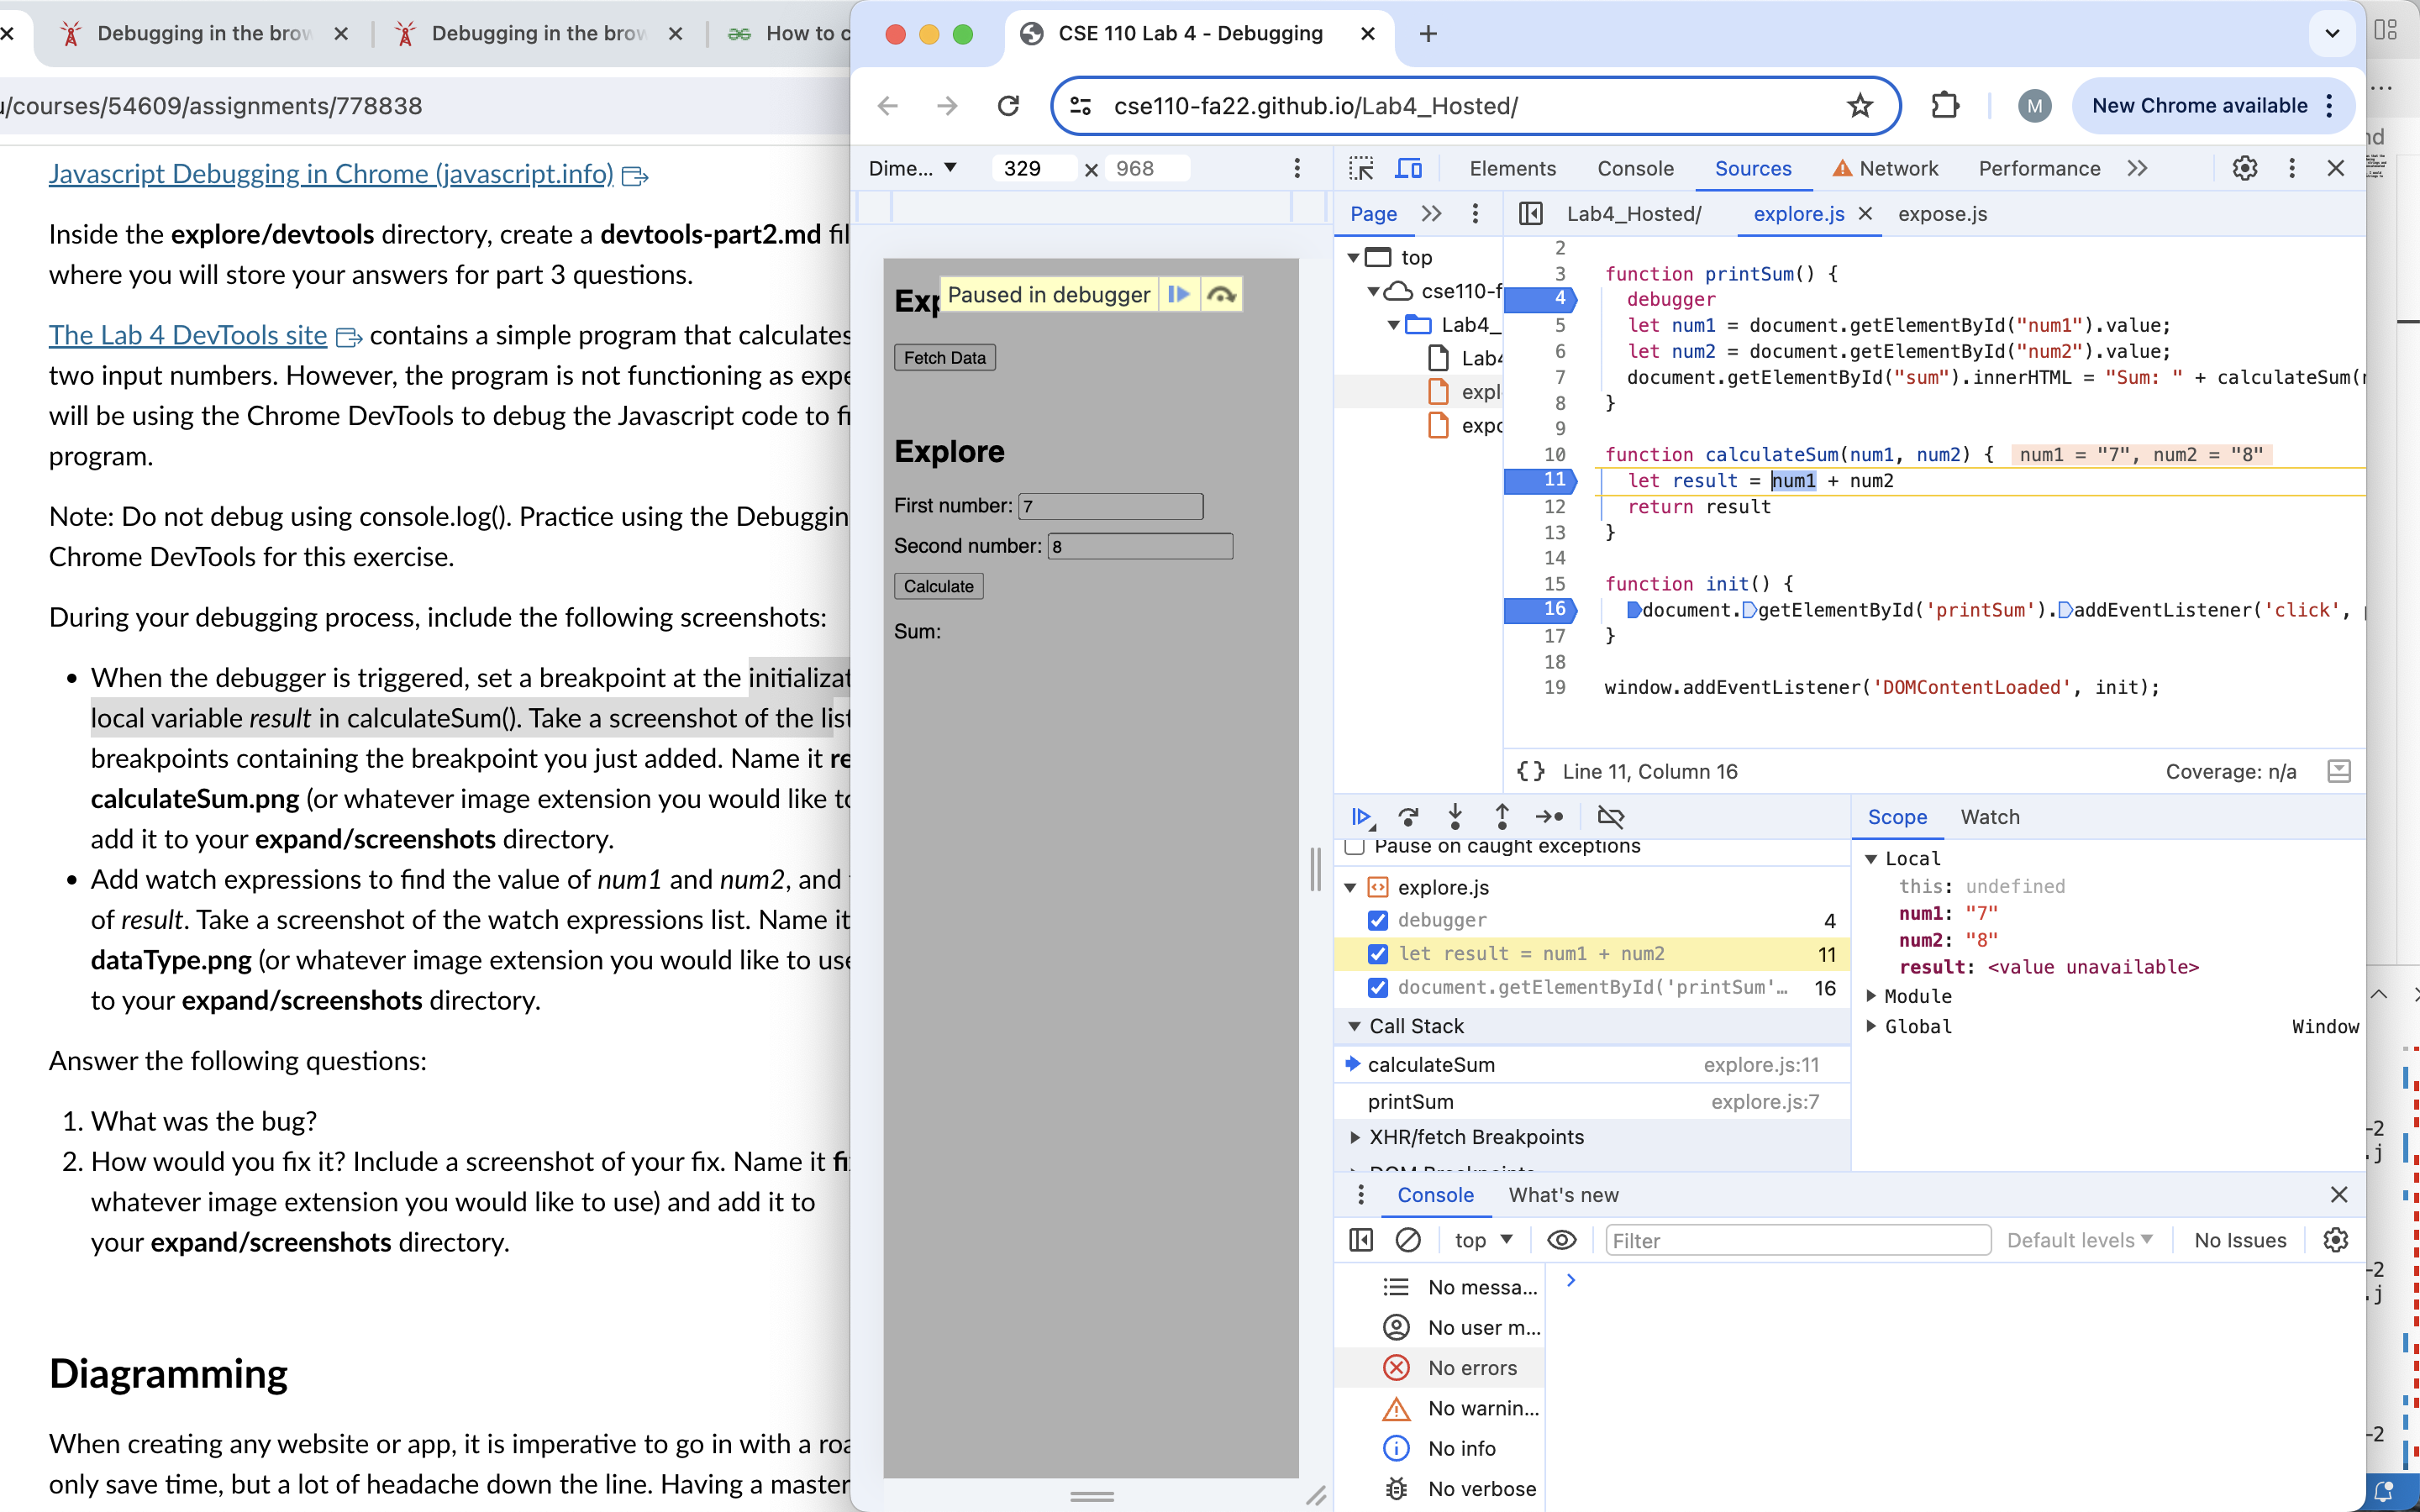 Debugging in the brow
Debugging in the brow
How to c
u/courses/54609/assignments/778838
Javascript Debugging in Chrome (javascript.info)
Inside the explore/devtools directory, create a devtools-part2.md fil
where you will store your answers for part 3 questions.
The Lab 4 DevTools site contains a simple program that calculates
two input numbers. However, the program is not functioning as expe
will be using the Chrome DevTools to debug the Javascript code to fi
program.
Note: Do not debug using console.log(). Practice using the Debuggin
Chrome DevTools for this exercise.
During your debugging process, include the following screenshots:
• When the debugger is triggered, set a breakpoint at the initializat
local variable result in calculateSum(). Take a screenshot of the list
breakpoints containing the breakpoint you just added. Name it re
calculateSum.png (or whatever image extension you would like to
add it to your expand/screenshots directory.
• Add watch expressions to find the value of num1 and num2, and
of result. Take a screenshot of the watch expressions list. Name it
dataType.png (or whatever image extension you would like to use
to your expand/screenshots directory.
Answer the following questions:
1. What was the bug?
2. How would you fix it? Include a screenshot of your fix. Name it fi
whatever image extension you would like to use) and add it to
your expand/screenshots directory.
Diagramming
When creating any website or app, it is imperative to go in with a roa
only save time, but a lot of headache down the line. Having a master
CSE 110 Lab 4 - Debugging
cse110-fa22.github.io/Lab4_Hosted/
M
New Chrome available
Dime...
329
×
968
Exp
Paused in debugger
Fetch Data
Explore
First number: 7
Second number: 8
Calculate
Sum:
Elements
Console
Sources
Network
Performance
Page
top
cse110-f
Lab4_
Lab4
expl
expo
Lab4_Hosted/
explore.js
expose.js
2
3 function printSum() {
4 debugger
5 let num1 = document.getElementById("num1").value;
6 let num2 = document.getElementById("num2").value;
7 document.getElementById("sum").innerHTML = "Sum: " + calculateSum(
8 }
9
10 function calculateSum(num1, num2) { num1 = "7", num2 = "8"
11 let result = num1 + num2
12 return result
13 }
14
15 function init() {
16 document.getElementById('printSum').addEventListener('click',
17 }
18
19 window.addEventListener('DOMContentLoaded', init);
{} Line 11, Column 16
Coverage: n/a
Pause on caught exceptions
explore.js
debugger 4
let result = num1 + num2 11
document.getElementById('printSum'… 16
Call Stack
calculateSum explore.js:11
printSum explore.js:7
XHR/fetch Breakpoints
DOM Breakpoints
Scope
Watch
Local
this: undefined
num1: "7"
num2: "8"
result: <value unavailable>
Module
Global Window
Console
What's new
top
Filter
Default levels
No Issues
No messa...
No user m...
No errors
No warnin...
No info
No verbose
nd
-2
.j
-2
.j
-2